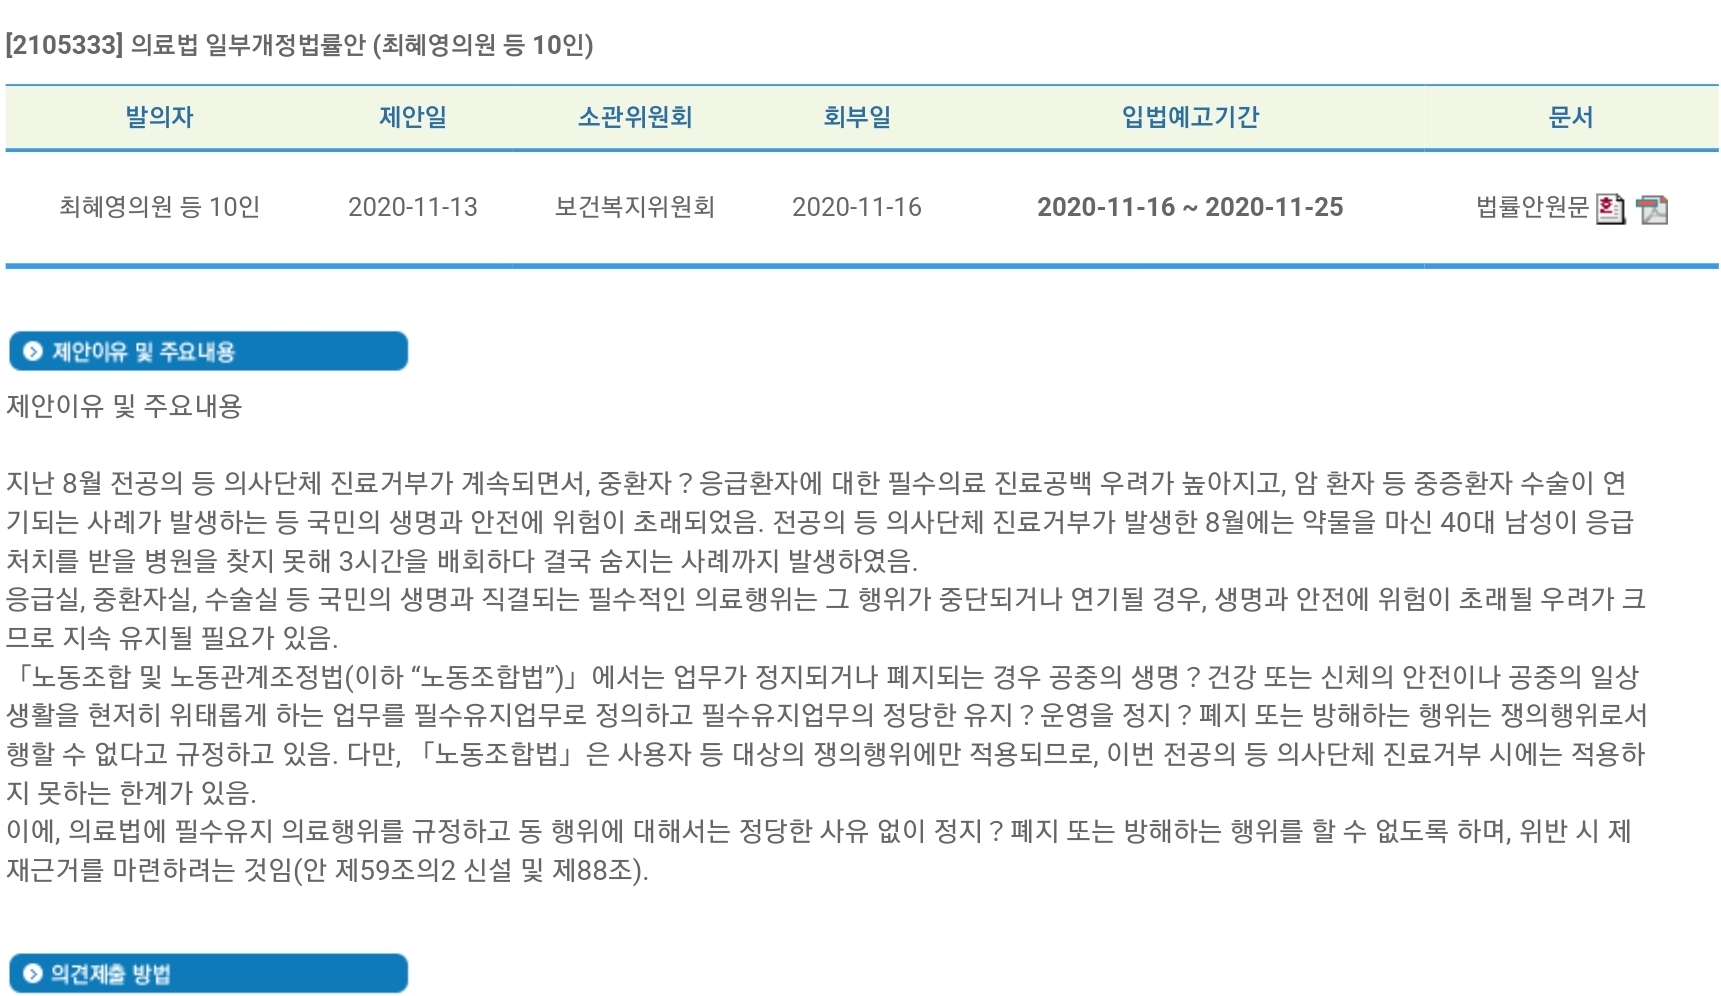 [2105333] 의료법 일부개정법률안 (최혜영의원 등 10인)
발의자 제안일 소관위원회 회부일 입법예고기간 문서
최혜영의원 등 10인 2020-11-13 보건복지위원회 2020-11-16 2020-11-16 ~ 2020-11-25 법률안원문
제안이유 및 주요내용
제안이유 및 주요내용
지난 8월 전공의 등 의사단체 진료거부가 계속되면서, 중환자？응급환자에 대한 필수의료 진료공백 우려가 높아지고, 암 환자 등 중증환자 수술이 연
기되는 사례가 발생하는 등 국민의 생명과 안전에 위험이 초래되었음. 전공의 등 의사단체 진료거부가 발생한 8월에는 약물을 마신 40대 남성이 응급
처치를 받을 병원을 찾지 못해 3시간을 배회하다 결국 숨지는 사례까지 발생하였음.
응급실, 중환자실, 수술실 등 국민의 생명과 직결되는 필수적인 의료행위는 그 행위가 중단되거나 연기될 경우, 생명과 안전에 위험이 초래될 우려가 크
므로 지속 유지될 필요가 있음.
「노동조합 및 노동관계조정법(이하 “노동조합법”)」에서는 업무가 정지되거나 폐지되는 경우 공중의 생명？건강 또는 신체의 안전이나 공중의 일상
생활을 현저히 위태롭게 하는 업무를 필수유지업무로 정의하고 필수유지업무의 정당한 유지？운영을 정지？폐지 또는 방해하는 행위는 쟁의행위로서
행할 수 없다고 규정하고 있음. 다만, 「노동조합법」은 사용자 등 대상의 쟁의행위에만 적용되므로, 이번 전공의 등 의사단체 진료거부 시에는 적용하
지 못하는 한계가 있음.
이에, 의료법에 필수유지 의료행위를 규정하고 동 행위에 대해서는 정당한 사유 없이 정지？폐지 또는 방해하는 행위를 할 수 없도록 하며, 위반 시 제
재근거를 마련하려는 것임(안 제59조의2 신설 및 제88조).
의견제출 방법